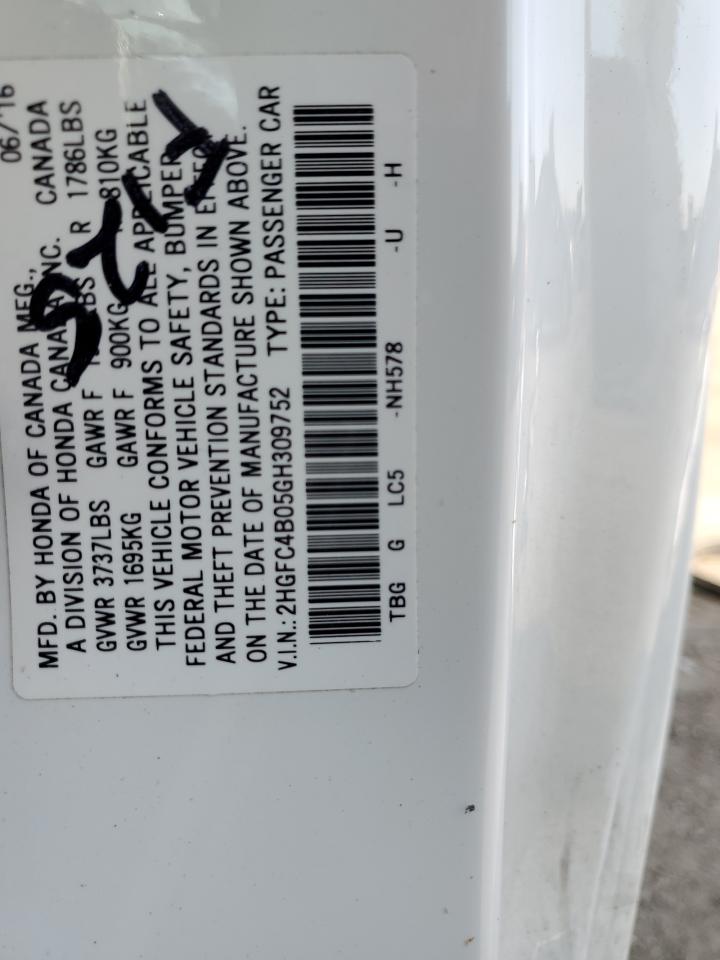 MFD. BY HONDA OF CANADA MFG., 06/16
A DIVISION OF HONDA CANADA INC. CANADA
GVWR 3737LBS GAWR F LBS R 1786LBS
GVWR 1695KG GAWR F 900KG 810KG
THIS VEHICLE CONFORMS TO ALL APPLICABLE
FEDERAL MOTOR VEHICLE SAFETY, BUMPER,
AND THEFT PREVENTION STANDARDS IN
ON THE DATE OF MANUFACTURE SHOWN ABOVE.
V.I.N.: 2HGFC4B05GH309752 TYPE: PASSENGER CAR
TBG G LC5 -NH578 -U -H